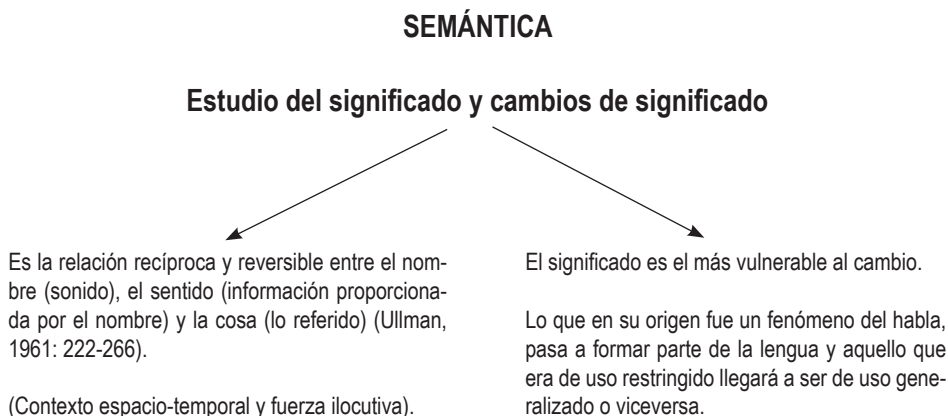 SEMÁNTICA
Estudio del significado y cambios de significado
Es la relación recíproca y reversible entre el nom-
bre (sonido), el sentido (información proporciona-
da por el nombre) y la cosa (lo referido) (Ullman,
1961: 222-266).
(Contexto espacio-temporal y fuerza ilocutiva).
El significado es el más vulnerable al cambio.
Lo que en su origen fue un fenómeno del habla,
pasa a formar parte de la lengua y aquello que
era de uso restringido llegará a ser de uso gene-
ralizado o viceversa.